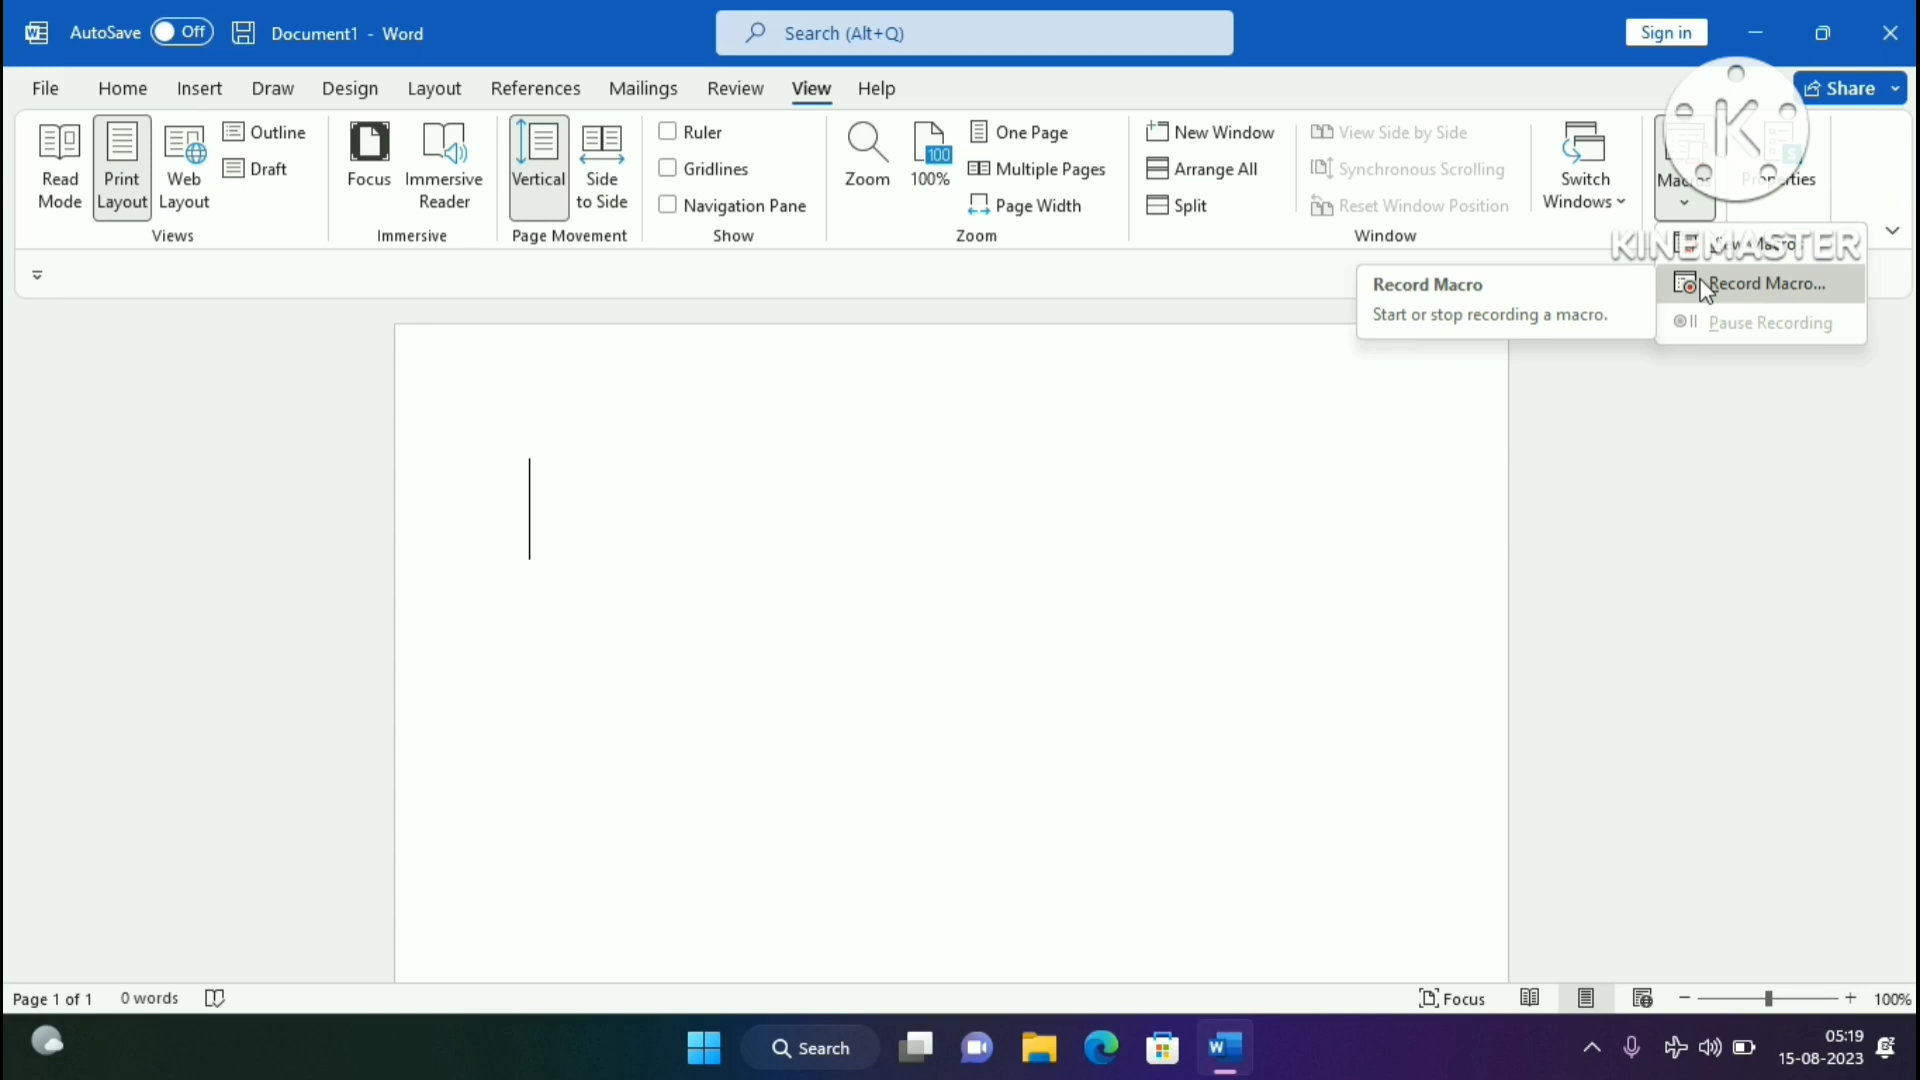 AutoSave Off Document1 - Word Search (Alt+Q) Sign in
File Home Insert Draw Design Layout References Mailings Review View Help Share
Read Mode
Print Layout
Web Layout
Outline
Draft
Views
Focus
Immersive Reader
Immersive
Vertical
Side to Side
Page Movement
Ruler
Gridlines
Navigation Pane
Show
Zoom
100
100%
One Page
Multiple Pages
Page Width
Zoom
New Window
Arrange All
Split
View Side by Side
Synchronous Scrolling
Reset Window Position
Switch Windows
Window
Macros
Properties
K
KINEMASTER
View Macros
Record Macro...
Pause Recording
Record Macro
Start or stop recording a macro.
Page 1 of 1 0 words Focus 100%
Search
05:19
15-08-2023